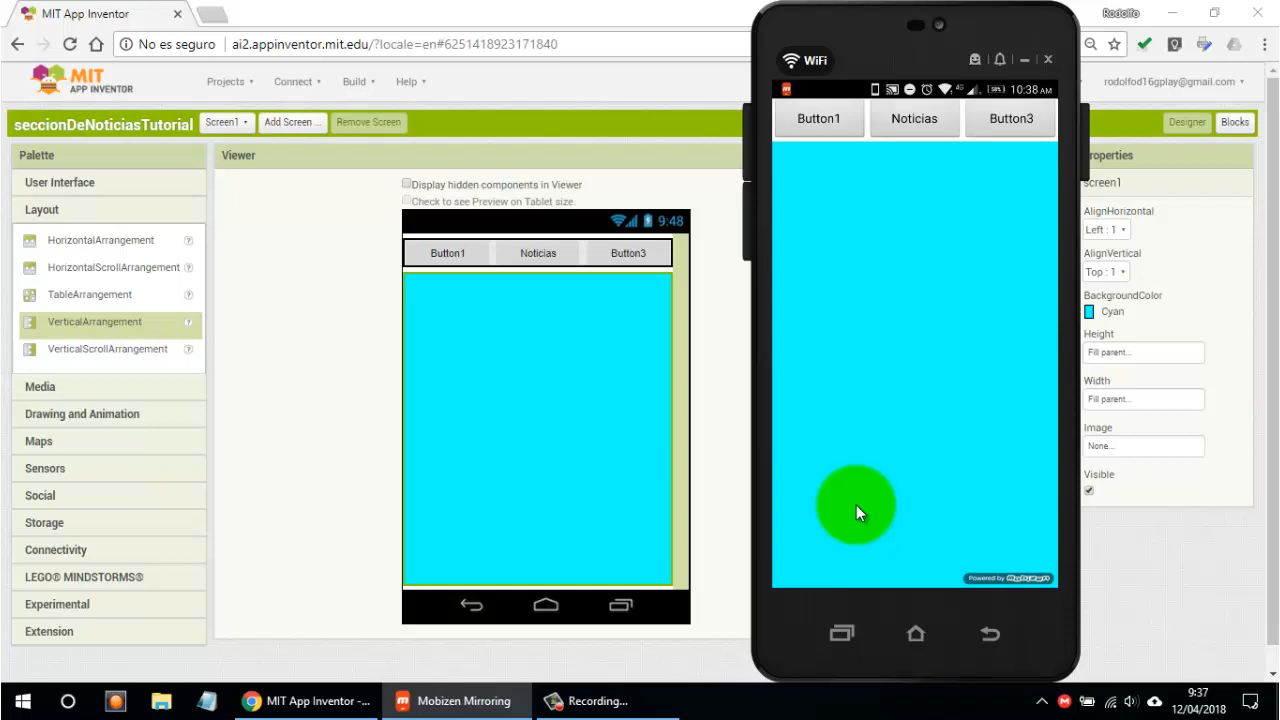 MIT App Inventor
Rodolfo
No es seguro
ai2.appinventor.mit.edu/?locale=en#6251418923171840
MIT
APP INVENTOR
Projects
Connect
Build
Help
rodolfod16gplay@gmail.com
seccionDeNoticiasTutorial
Screen1
Add Screen ...
Remove Screen
Designer
Blocks
Palette
User Interface
Layout
HorizontalArrangement
HorizontalScrollArrangement
TableArrangement
VerticalArrangement
VerticalScrollArrangement
Media
Drawing and Animation
Maps
Sensors
Social
Storage
Connectivity
LEGO® MINDSTORMS®
Experimental
Extension
Viewer
Display hidden components in Viewer
Check to see Preview on Tablet size.
9:48
Button1
Noticias
Button3
WiFi
10:38 AM
Button1
Noticias
Button3
Powered by Mobizen
roperties
screen1
AlignHorizontal
Left : 1
AlignVertical
Top : 1
BackgroundColor
Cyan
Height
Fill parent...
Width
Fill parent...
Image
None...
Visible
MIT App Inventor -...
Mobizen Mirroring
Recording...
9:37
12/04/2018